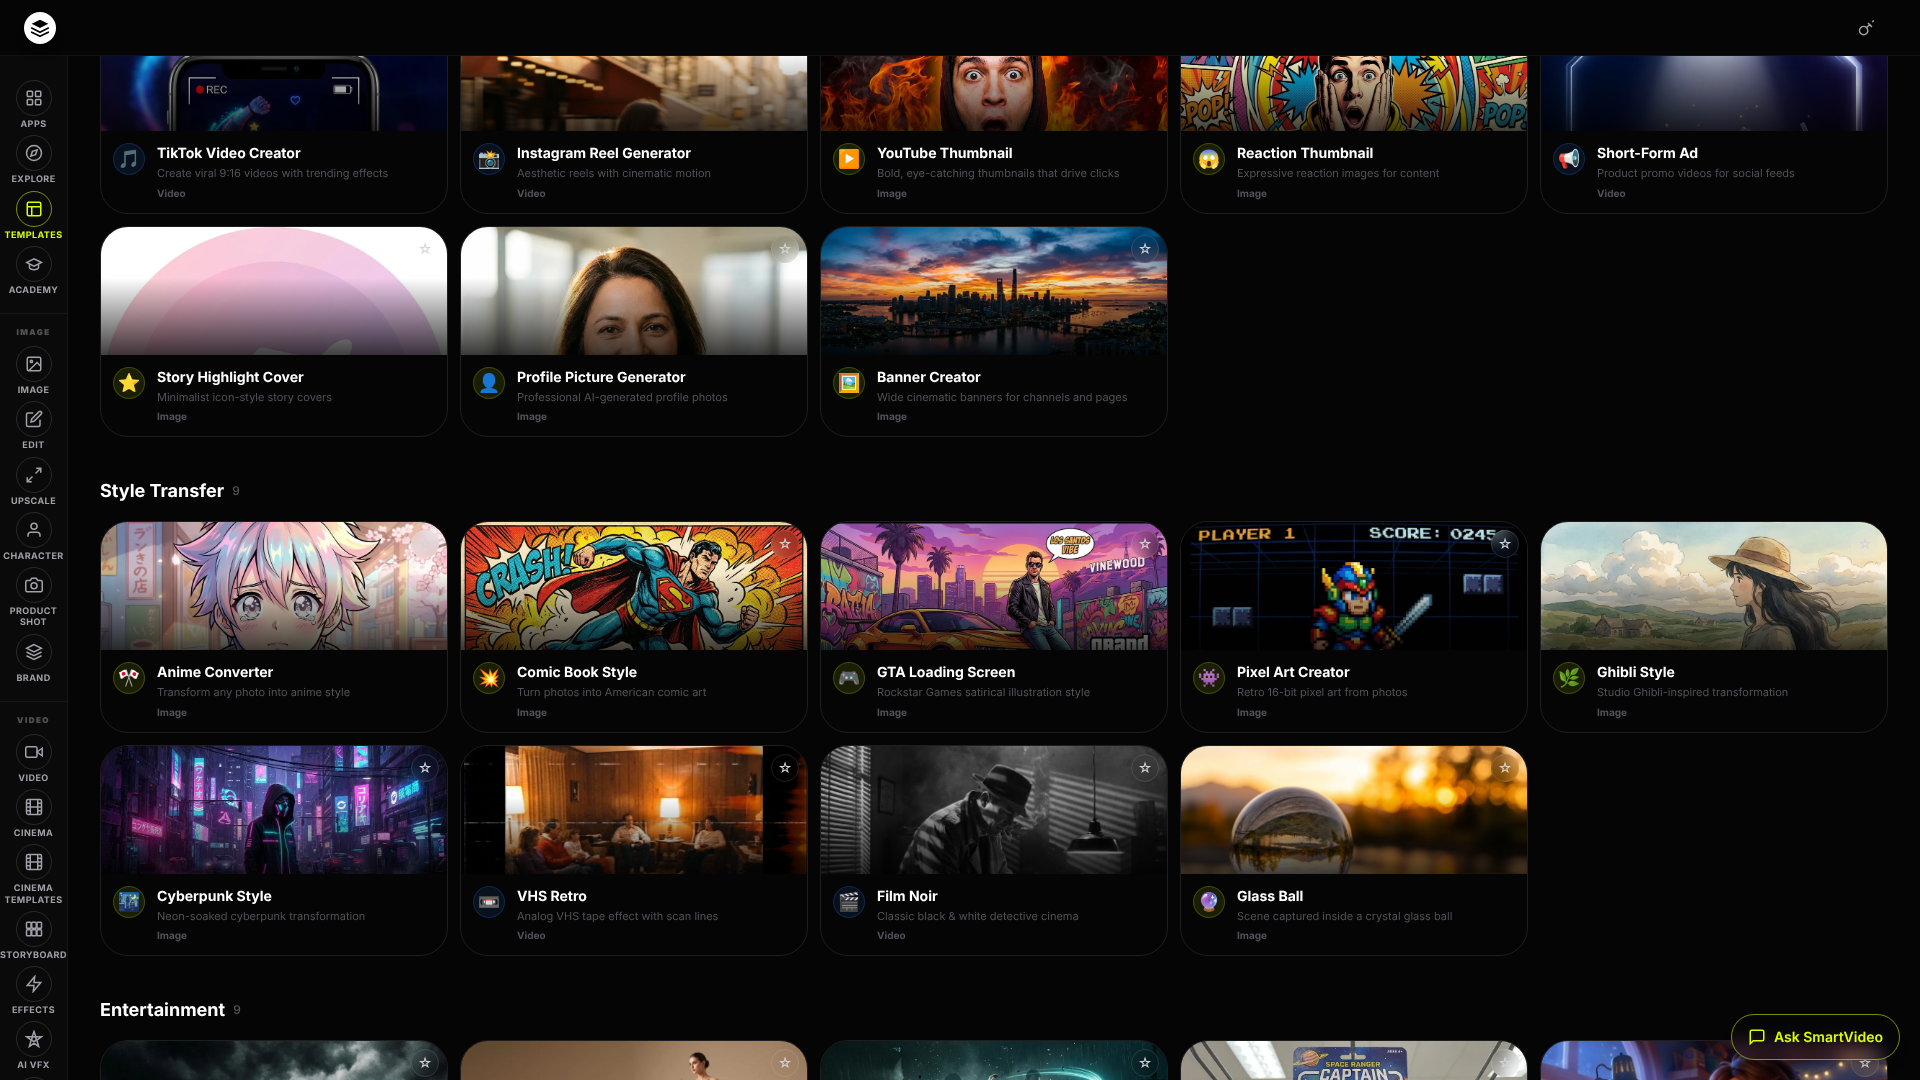 APPS
EXPLORE
TEMPLATES
ACADEMY
IMAGE
IMAGE
EDIT
UPSCALE
CHARACTER
PRODUCT
SHOT
BRAND
VIDEO
VIDEO
CINEMA
CINEMA
TEMPLATES
STORYBOARD
EFFECTS
AI VFX
REC
POP!
POP
TikTok Video Creator
Create viral 9:16 videos with trending effects
Video
Instagram Reel Generator
Aesthetic reels with cinematic motion
Video
YouTube Thumbnail
Bold, eye-catching thumbnails that drive clicks
Image
Reaction Thumbnail
Expressive reaction images for content
Image
Short-Form Ad
Product promo videos for social feeds
Video
Story Highlight Cover
Minimalist icon-style story covers
Image
Profile Picture Generator
Professional AI-generated profile photos
Image
Banner Creator
Wide cinematic banners for channels and pages
Image
Style Transfer 9
Anime Converter
Transform any photo into anime style
Image
CRASH!
Comic Book Style
Turn photos into American comic art
Image
LOS SANTOS
VIBE
VINEWOOD
GTA Loading Screen
Rockstar Games satirical illustration style
Image
PLAYER 1
SCORE: 0245
Pixel Art Creator
Retro 16-bit pixel art from photos
Image
Ghibli Style
Studio Ghibli-inspired transformation
Image
Cyberpunk Style
Neon-soaked cyberpunk transformation
Image
VHS Retro
Analog VHS tape effect with scan lines
Video
Film Noir
Classic black & white detective cinema
Video
Glass Ball
Scene captured inside a crystal glass ball
Image
Entertainment 9
SPACE RANGER
CAPTAIN
Ask SmartVideo